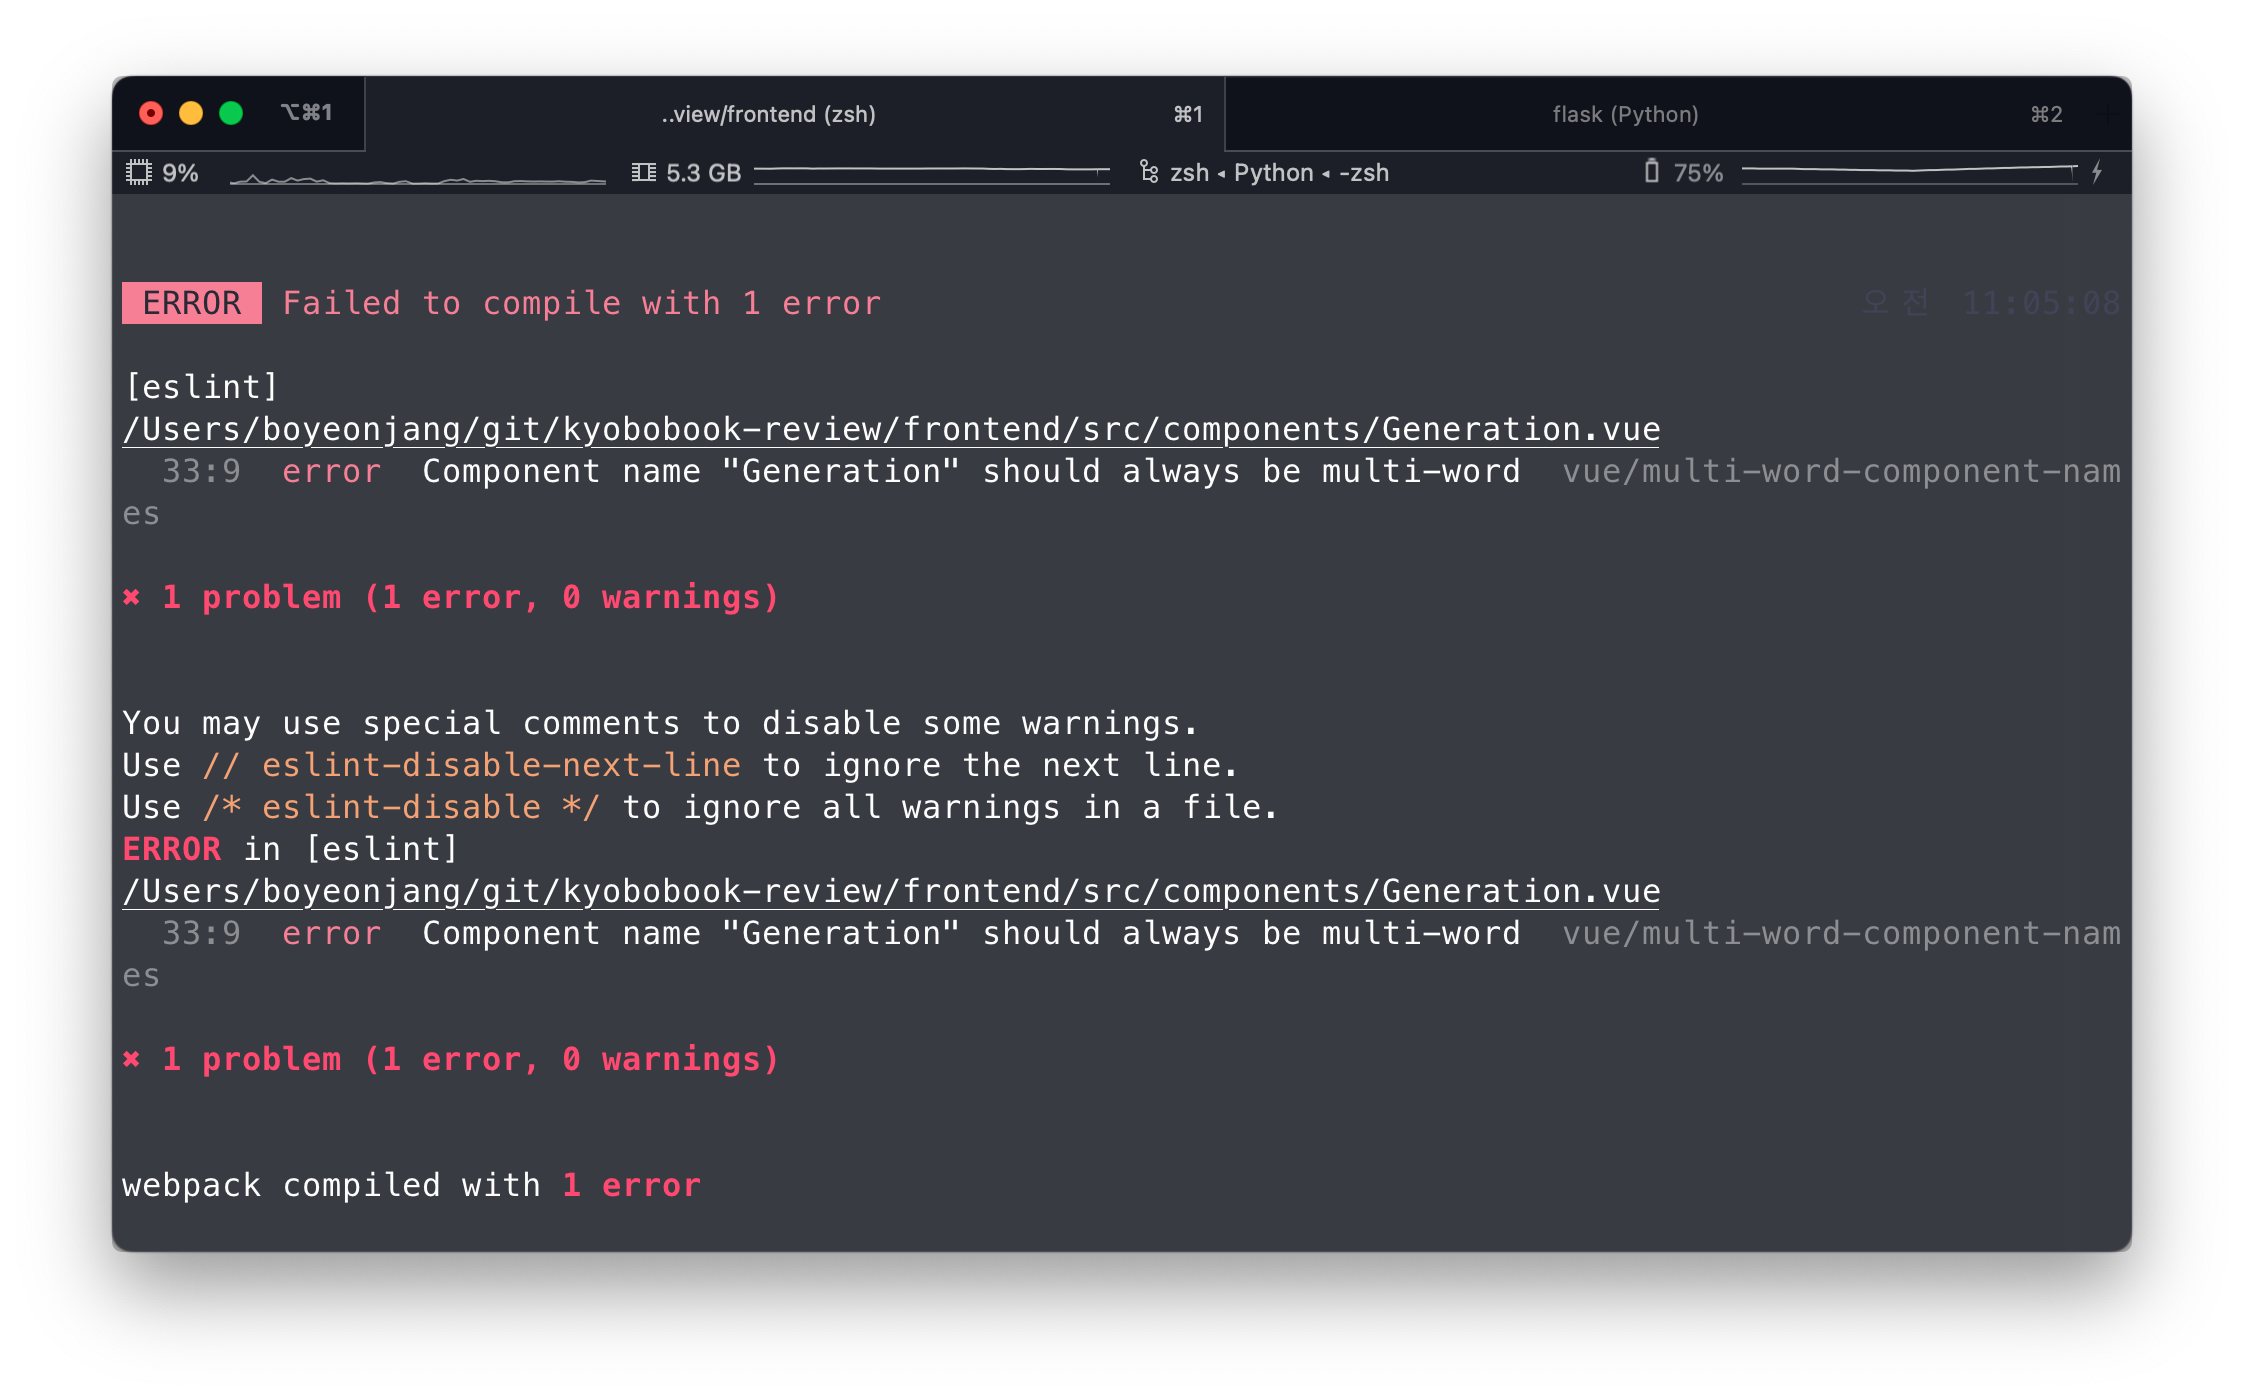 ⌥⌘1 ..view/frontend (zsh) ⌘1 flask (Python) ⌘2
9% 5.3 GB zsh ◂ Python ◂ -zsh 75%
ERROR Failed to compile with 1 error 오전 11:05:08
[eslint]
/Users/boyeonjang/git/kyobobook-review/frontend/src/components/Generation.vue
33:9 error Component name "Generation" should always be multi-word vue/multi-word-component-nam
es
✖ 1 problem (1 error, 0 warnings)
You may use special comments to disable some warnings.
Use // eslint-disable-next-line to ignore the next line.
Use /* eslint-disable */ to ignore all warnings in a file.
ERROR in [eslint]
/Users/boyeonjang/git/kyobobook-review/frontend/src/components/Generation.vue
33:9 error Component name "Generation" should always be multi-word vue/multi-word-component-nam
es
✖ 1 problem (1 error, 0 warnings)
webpack compiled with 1 error